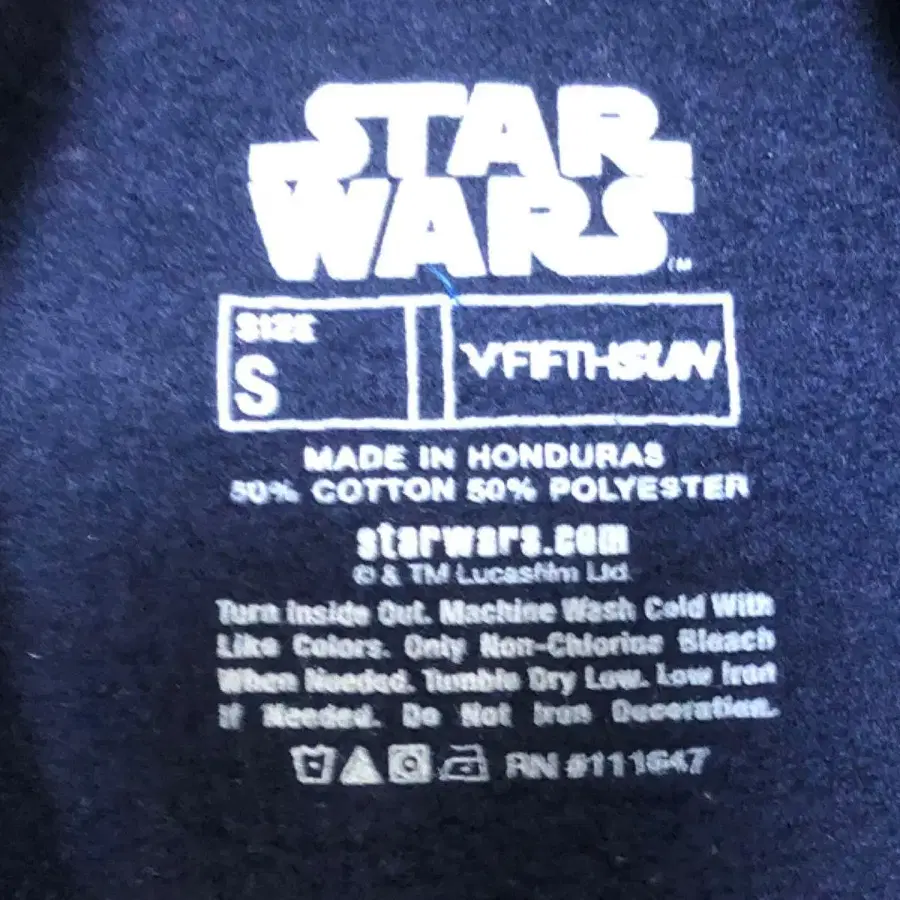 STAR
WARS
TM
SIZE
S
V FIFTHSUN
MADE IN HONDURAS
50% COTTON 50% POLYESTER
starwars.com
© & TM Lucasfilm Ltd.
Turn Inside Out. Machine Wash Cold With
Like Colors. Only Non-Chlorine Bleach
When Needed. Tumble Dry Low. Low Iron
If Needed. Do Not Iron Decoration.
RN #111647